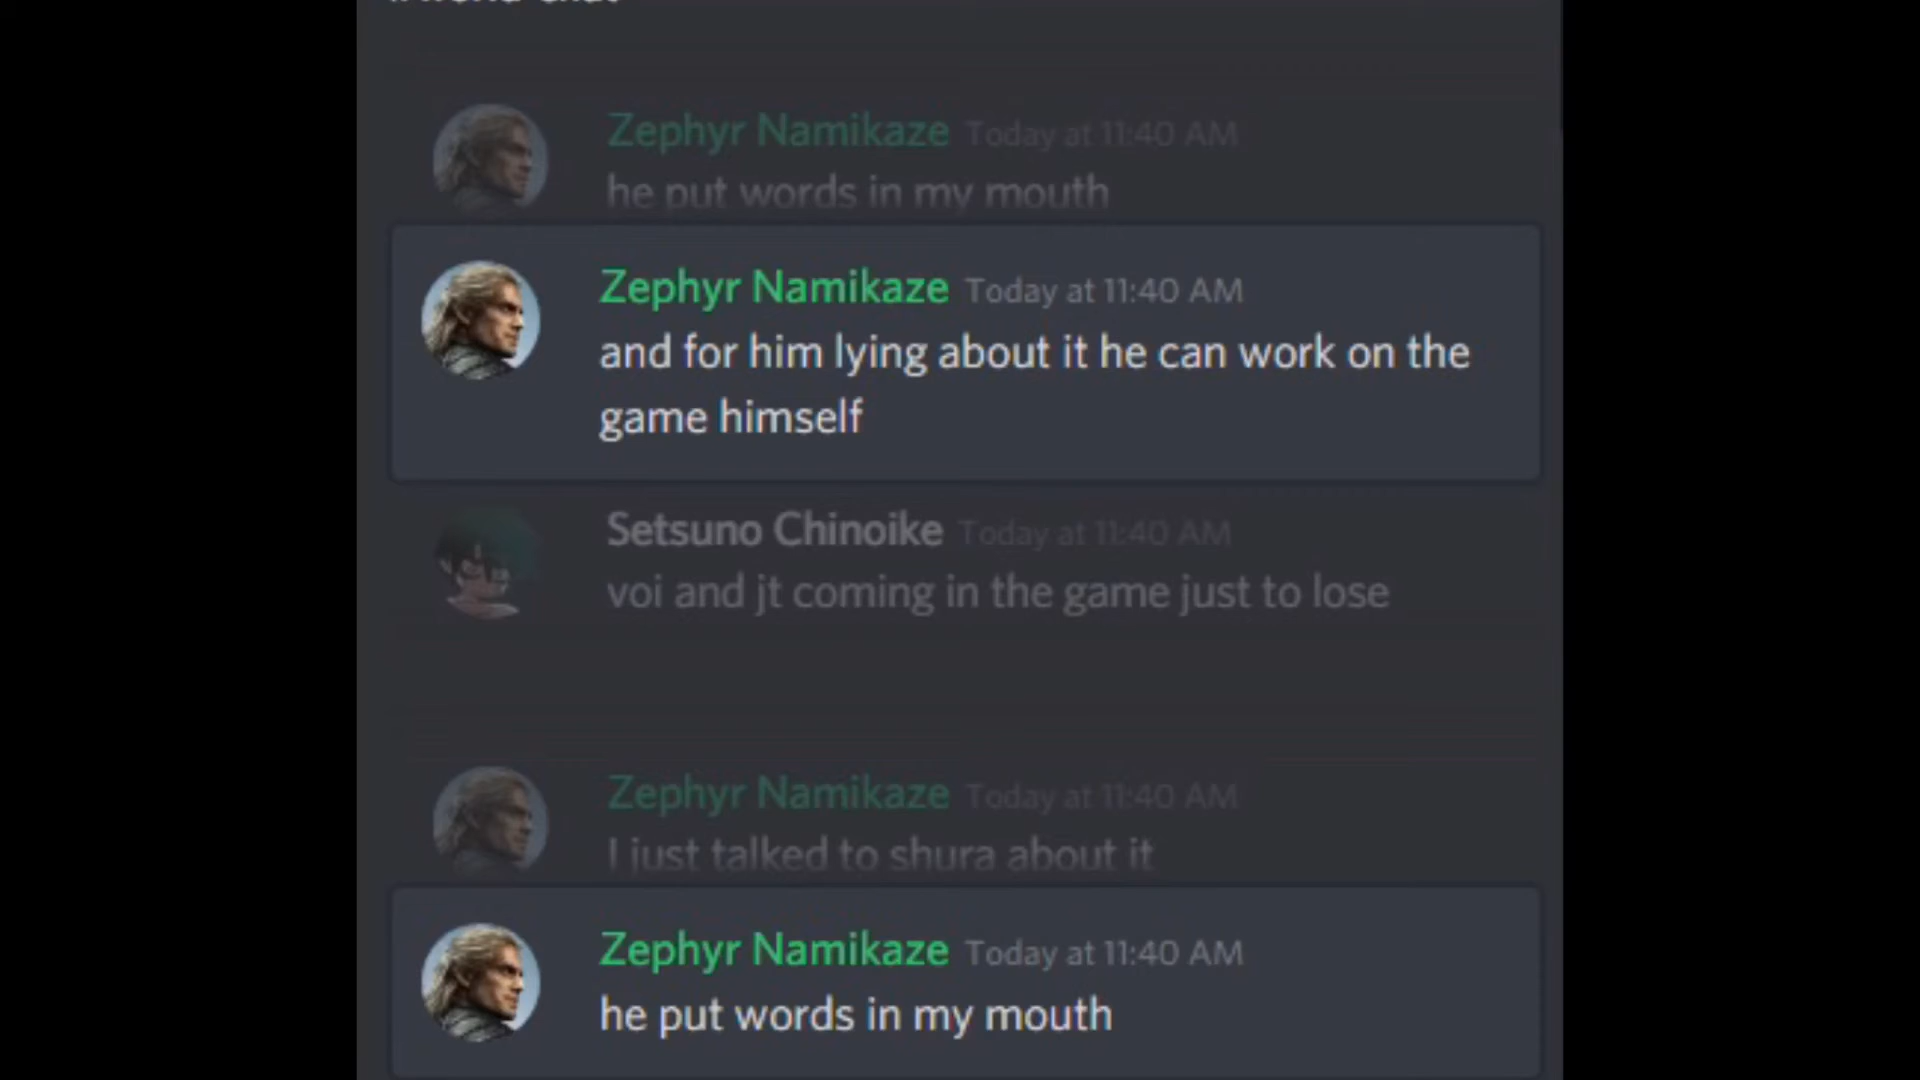 Zephyr Namikaze Today at 11:40 AM
he put words in my mouth
Zephyr Namikaze Today at 11:40 AM
and for him lying about it he can work on the
game himself
Setsuno Chinoike Today at 11:40 AM
voi and jt coming in the game just to lose
Zephyr Namikaze Today at 11:40 AM
I just talked to shura about it
Zephyr Namikaze Today at 11:40 AM
he put words in my mouth